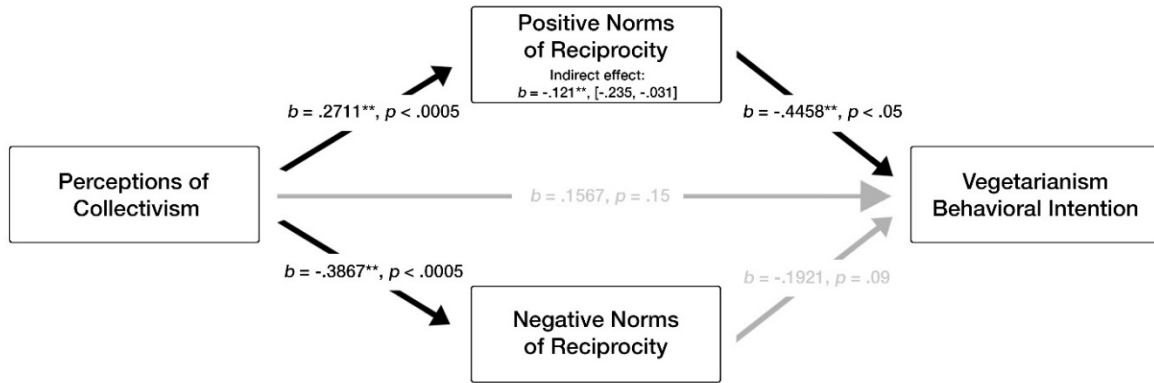 Positive Norms
of Reciprocity
Indirect effect:
b = -.121**, [-.235, -.031]
b = .2711**, p < .0005
b = -.4458**, p < .05
Perceptions of
Collectivism
b = .1567, p = .15
Vegetarianism
Behavioral Intention
b = -.3867**, p < .0005
b = -.1921, p = .09
Negative Norms
of Reciprocity